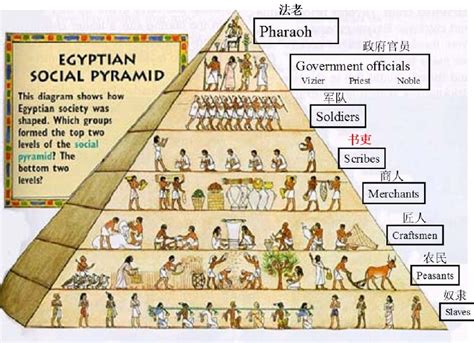 EGYPTIAN
SOCIAL PYRAMID
This diagram shows how
Egyptian society was
shaped. Which groups
formed the top two
levels of the social
pyramid? The
bottom two
levels?
法老
Pharaoh
政府官员
Government officials
Vizier Priest Noble
军队
Soldiers
书吏
Scribes
商人
Merchants
匠人
Craftsmen
农民
Peasants
奴隶
Slaves